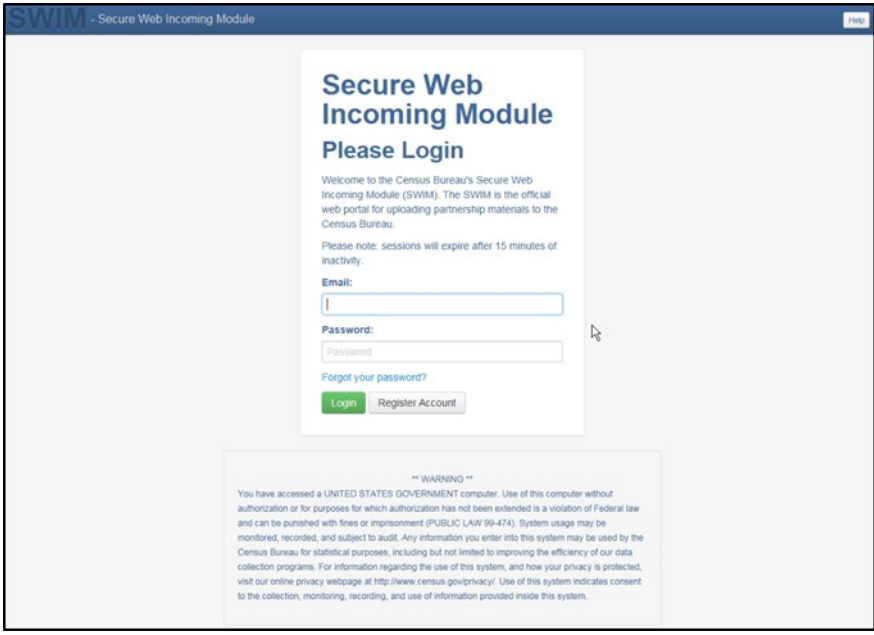 SWIM - Secure Web Incoming Module
Help
Secure Web
Incoming Module
Please Login
Welcome to the Census Bureau's Secure Web
Incoming Module (SWIM). The SWIM is the official
web portal for uploading partnership materials to the
Census Bureau.
Please note: sessions will expire after 15 minutes of
inactivity.
Email:
Password:
Password
Forgot your password?
Login
Register Account
** WARNING **
You have accessed a UNITED STATES GOVERNMENT computer. Use of this computer without
authorization or for purposes for which authorization has not been extended is a violation of Federal law
and can be punished with fines or imprisonment (PUBLIC LAW 99-474). System usage may be
monitored, recorded, and subject to audit. Any information you enter into this system may be used by the
Census Bureau for statistical purposes, including but not limited to improving the efficiency of our data
collection programs. For information regarding the use of this system, and how your privacy is protected,
visit our online privacy webpage at http://www.census.gov/privacy/. Use of this system indicates consent
to the collection, monitoring, recording, and use of information provided inside this system.